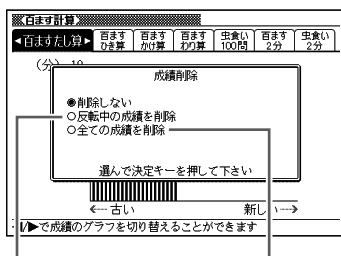 百ます計算
◀百ますたし算▶ 百ますひき算 百ますかけ算 百ますわり算 虫食い100問 百ます2分 虫食い2分
(分) 10
成績削除
◉削除しない
○反転中の成績を削除
○全ての成績を削除
選んで決定キーを押して下さい
←--- 古い 新しい---→
◀/▶で成績のグラフを切り替えることができます